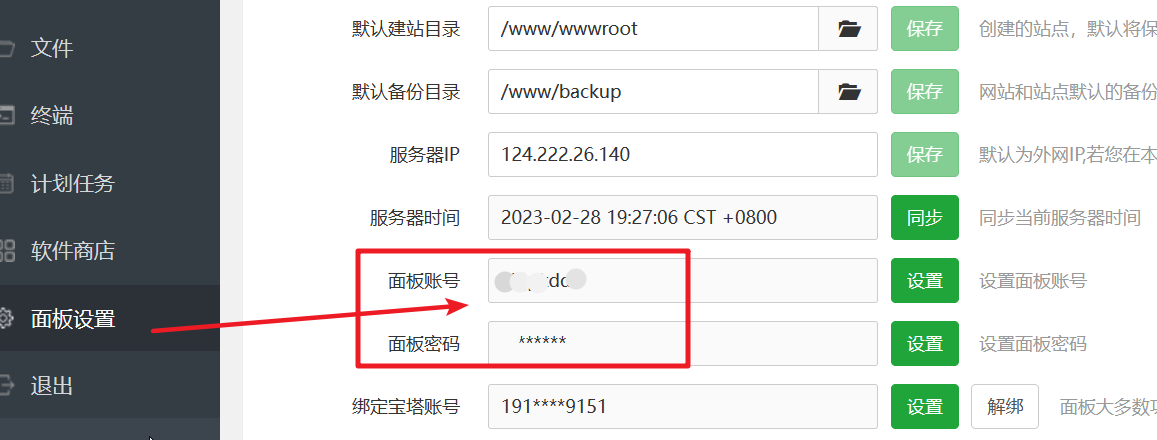 文件
终端
计划任务
软件商店
面板设置
退出
默认建站目录 /www/wwwroot 保存 创建的站点，默认将保
默认备份目录 /www/backup 保存 网站和站点默认的备份
服务器IP 124.222.26.140 保存 默认为外网IP,若您在本
服务器时间 2023-02-28 19:27:06 CST +0800 同步 同步当前服务器时间
面板账号 设置 设置面板账号
面板密码 ****** 设置 设置面板密码
绑定宝塔账号 191****9151 设置 解绑 面板大多数功